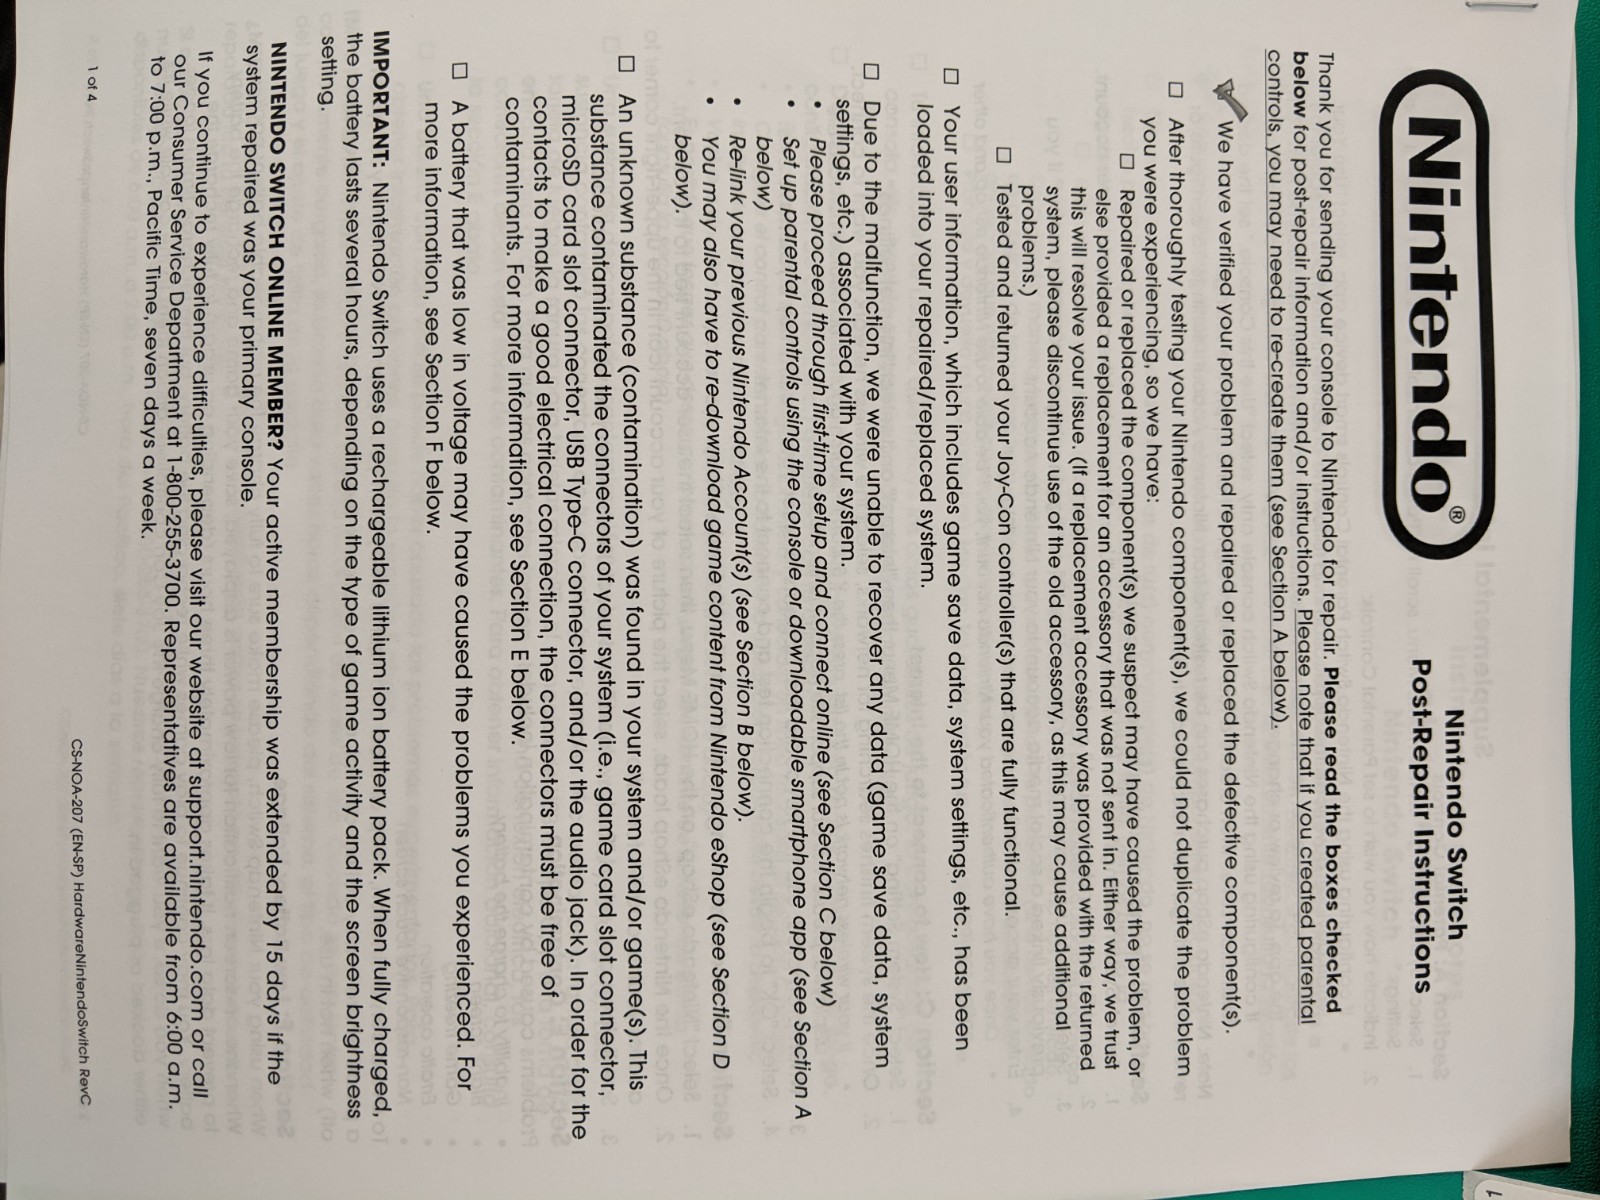 Nintendo®
Nintendo Switch
Post-Repair Instructions
Thank you for sending your console to Nintendo for repair. Please read the boxes checked
below for post-repair information and/or instructions. Please note that if you created parental
controls, you may need to re-create them (see Section A below).
We have verified your problem and repaired or replaced the defective component(s).
☐ After thoroughly testing your Nintendo component(s), we could not duplicate the problem
you were experiencing, so we have:
☐ Repaired or replaced the component(s) we suspect may have caused the problem, or
else provided a replacement for an accessory that was not sent in. Either way, we trust
this will resolve your issue. (If a replacement accessory was provided with the returned
system, please discontinue use of the old accessory, as this may cause additional
problems.)
☐ Tested and returned your Joy-Con controller(s) that are fully functional.
☐ Your user information, which includes game save data, system settings, etc., has been
loaded into your repaired/replaced system.
☐ Due to the malfunction, we were unable to recover any data (game save data, system
settings, etc.) associated with your system.
• Please proceed through first-time setup and connect online (see Section C below)
• Set up parental controls using the console or downloadable smartphone app (see Section A
below)
• Re-link your previous Nintendo Account(s) (see Section B below).
• You may also have to re-download game content from Nintendo eShop (see Section D
below).
☐ An unknown substance (contamination) was found in your system and/or game(s). This
substance contaminated the connectors of your system (i.e., game card slot connector,
microSD card slot connector, USB Type-C connector, and/or the audio jack). In order for the
contacts to make a good electrical connection, the connectors must be free of
contaminants. For more information, see Section E below.
☐ A battery that was low in voltage may have caused the problems you experienced. For
more information, see Section F below.
IMPORTANT: Nintendo Switch uses a rechargeable lithium ion battery pack. When fully charged,
the battery lasts several hours, depending on the type of game activity and the screen brightness
setting.
NINTENDO SWITCH ONLINE MEMBER? Your active membership was extended by 15 days if the
system repaired was your primary console.
If you continue to experience difficulties, please visit our website at support.nintendo.com or call
our Consumer Service Department at 1-800-255-3700. Representatives are available from 6:00 a.m.
to 7:00 p.m., Pacific Time, seven days a week.
1 of 4
CS-NOA-207 (EN-SP) HardwareNintendoSwitch RevC